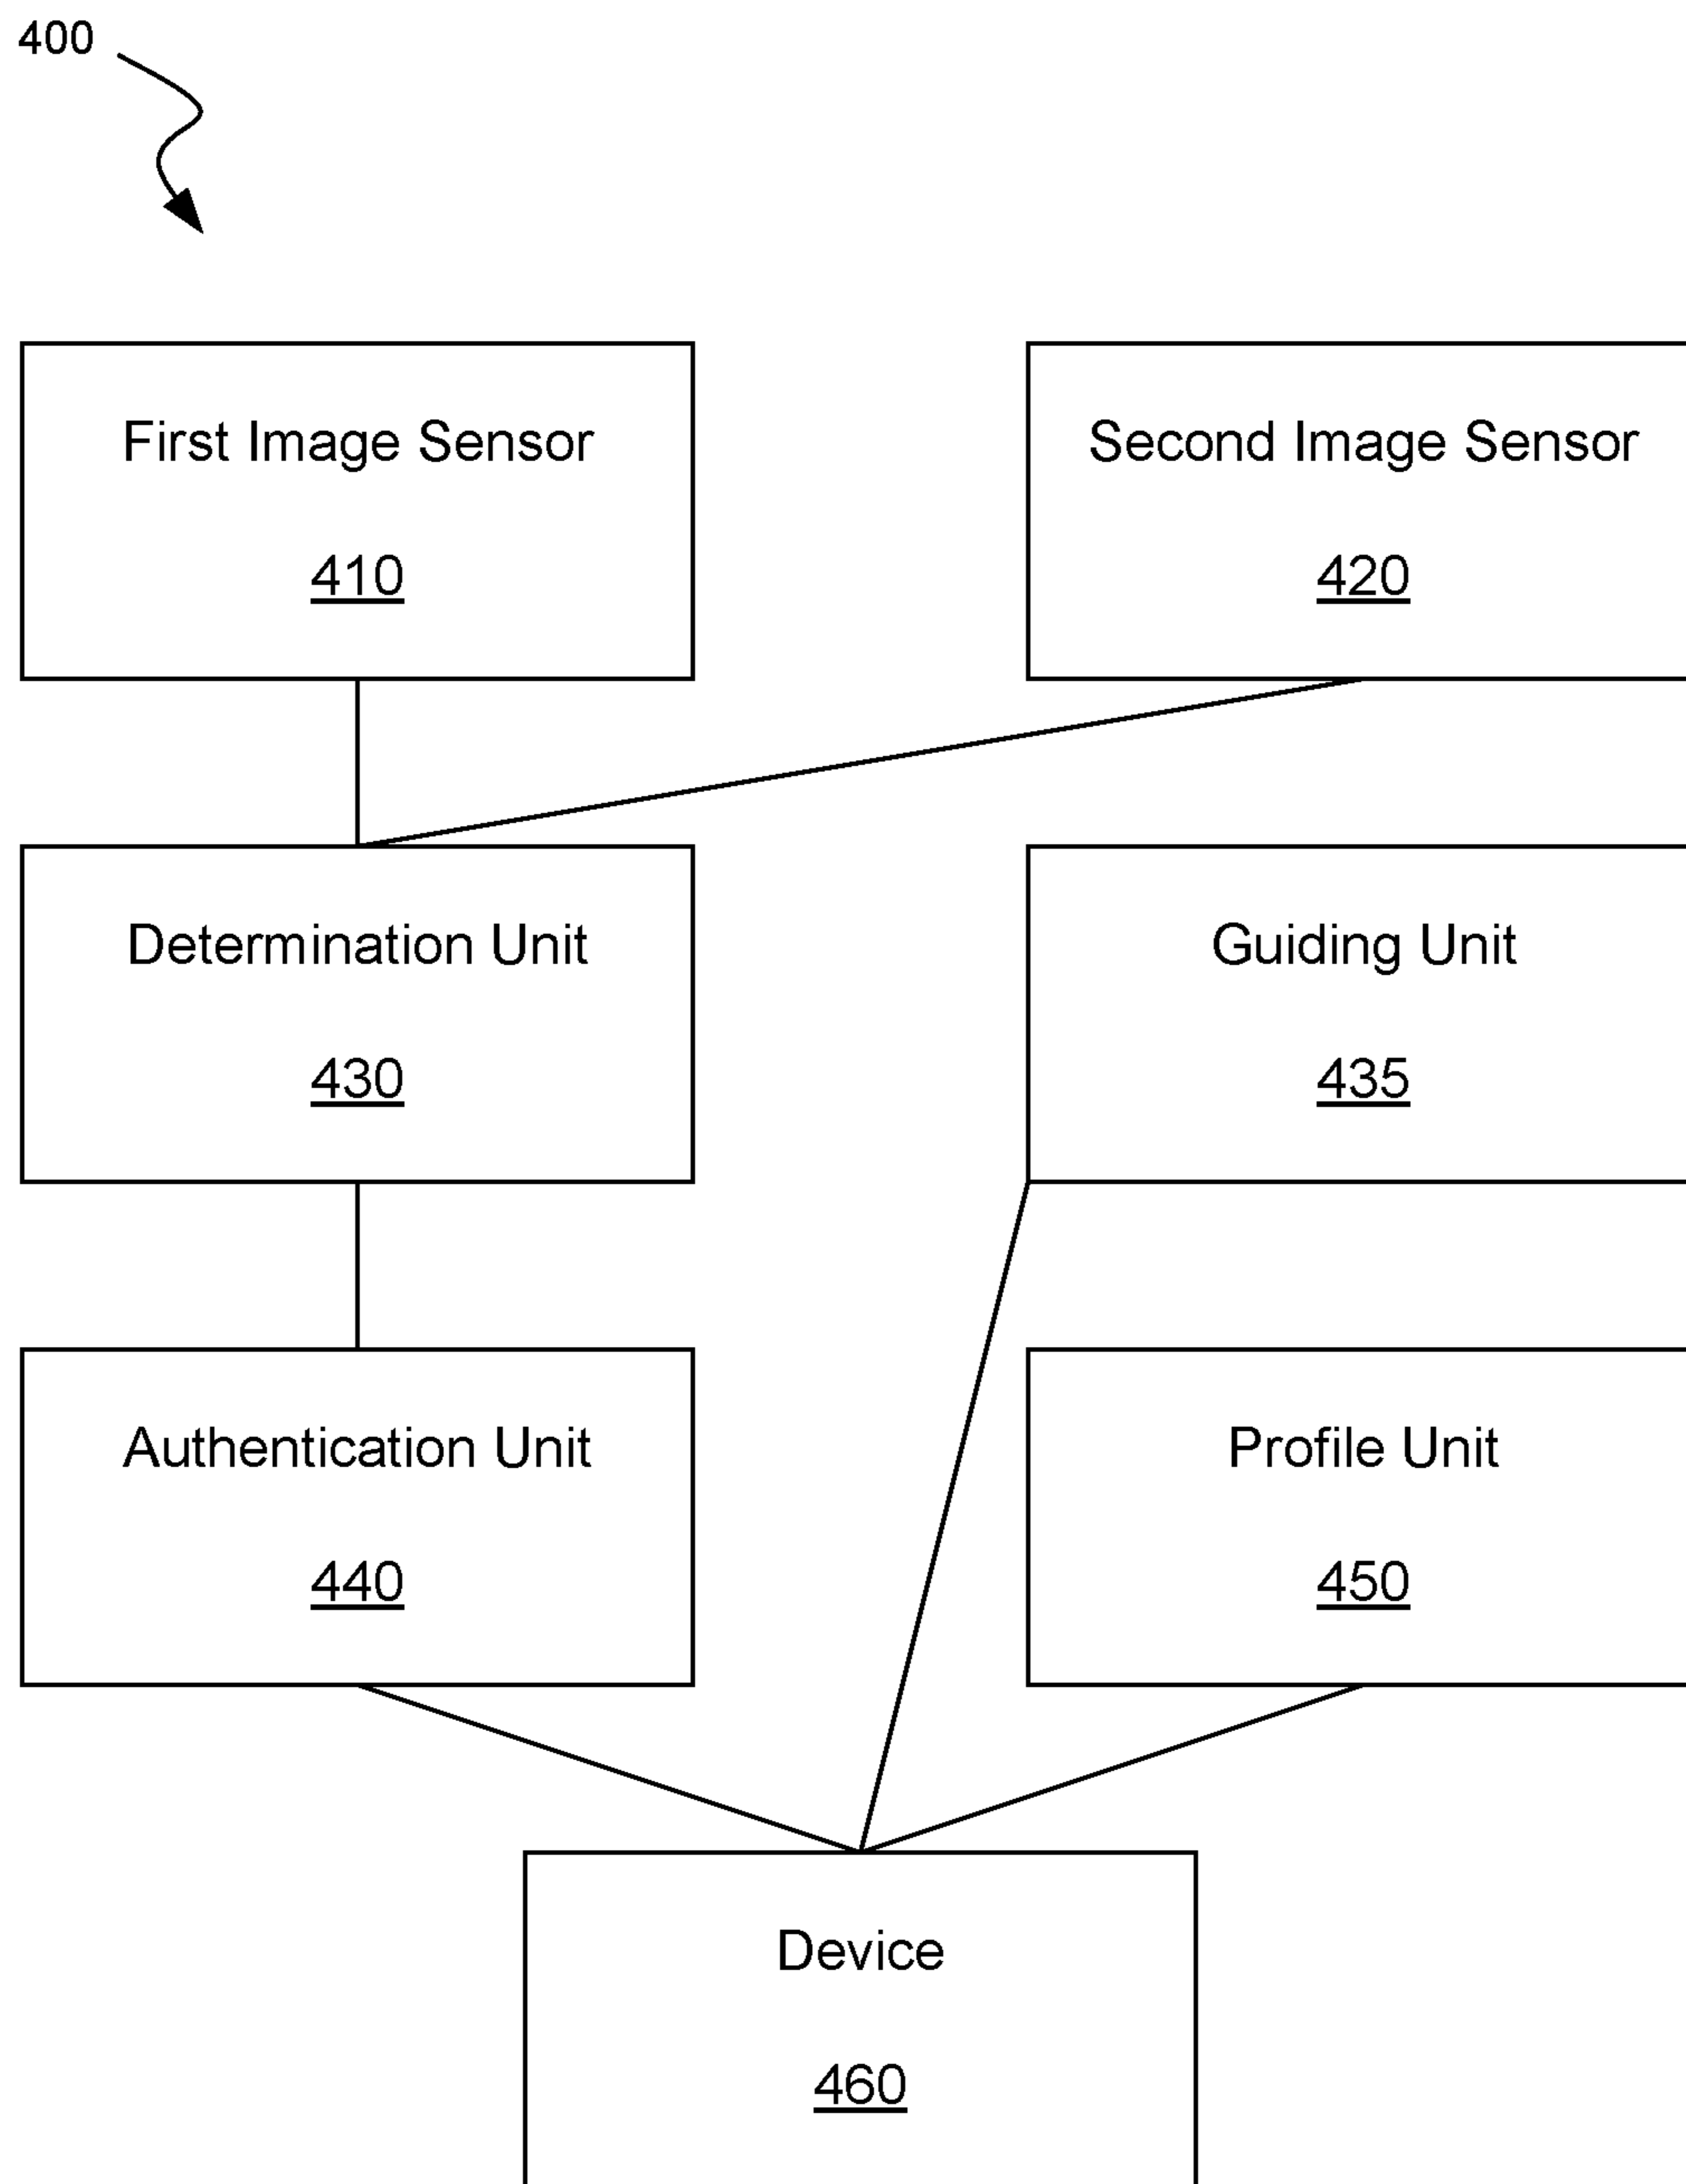 400
First Image Sensor
410
Second Image Sensor
420
Determination Unit
430
Guiding Unit
435
Authentication Unit
440
Profile Unit
450
Device
460